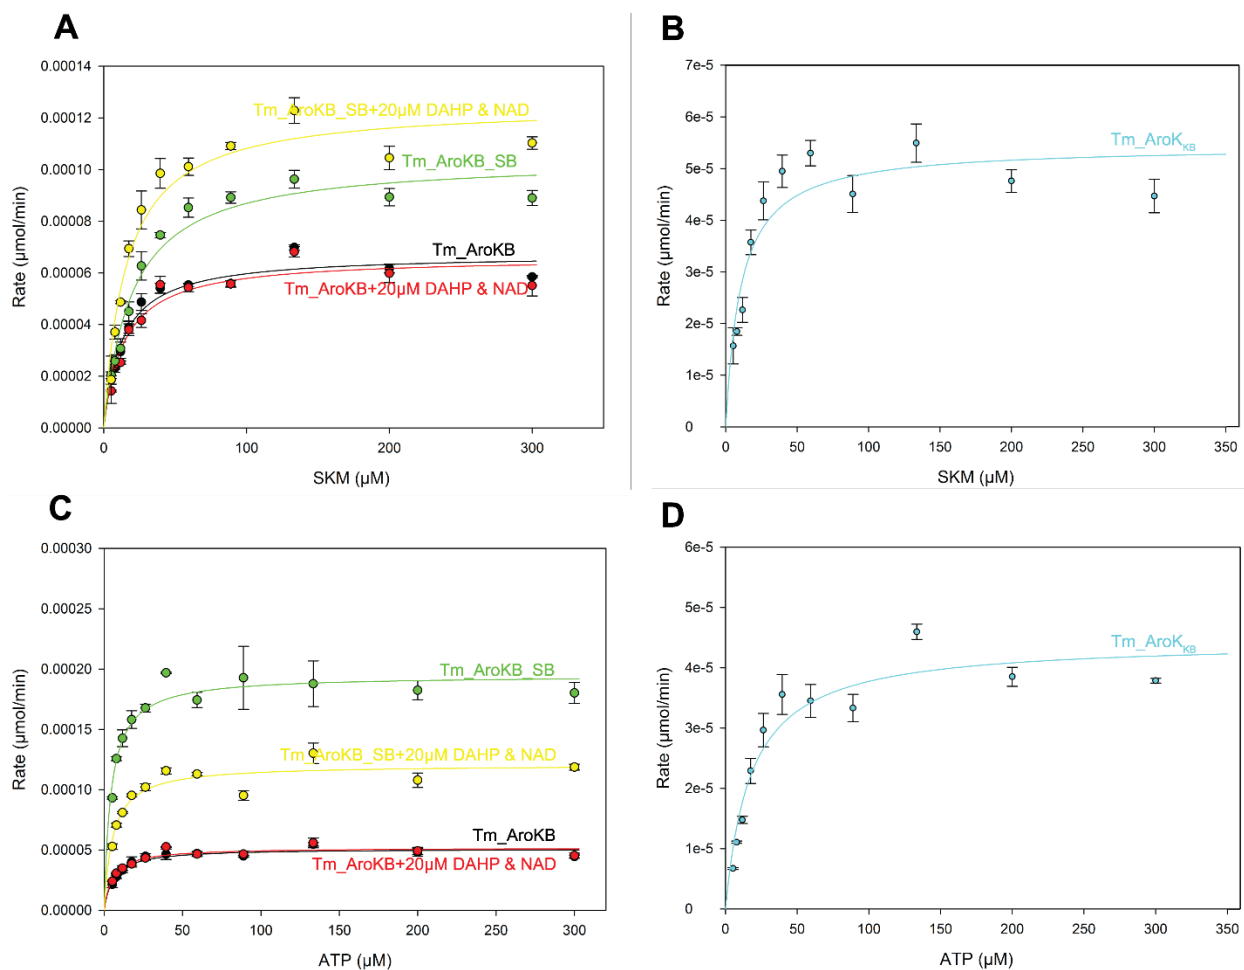 A
0.00014
0.00012
0.00010
0.00008
0.00006
0.00004
0.00002
0.00000
Rate (µmol/min)
Tm_AroKB_SB+20µM DAHP & NAD
Tm_AroKB_SB
Tm_AroKB
Tm_AroKB+20µM DAHP & NAD
0 100 200 300
SKM (µM)
B
7e-5
6e-5
5e-5
4e-5
3e-5
2e-5
1e-5
0
Rate (µmol/min)
Tm_AroKKB
0 50 100 150 200 250 300 350
SKM (µM)
C
0.00030
0.00025
0.00020
0.00015
0.00010
0.00005
0.00000
Rate (µmol/min)
Tm_AroKB_SB
Tm_AroKB_SB+20µM DAHP & NAD
Tm_AroKB
Tm_AroKB+20µM DAHP & NAD
0 50 100 150 200 250 300
ATP (µM)
D
6e-5
5e-5
4e-5
3e-5
2e-5
1e-5
0
Rate (µmol/min)
Tm_AroKKB
0 50 100 150 200 250 300 350
ATP (µM)